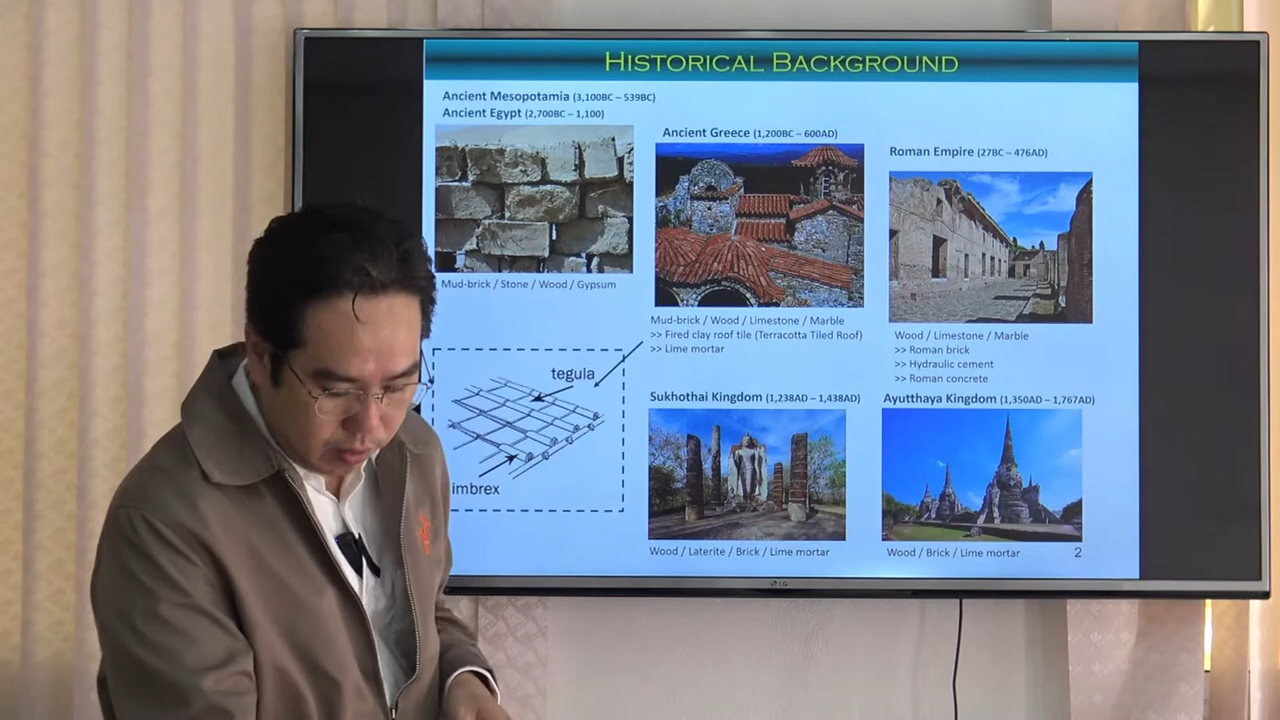 HISTORICAL BACKGROUND
Ancient Mesopotamia (3,100BC – 539BC)
Ancient Egypt (2,700BC – 1,100)
Mud-brick / Stone / Wood / Gypsum
Ancient Greece (1,200BC – 600AD)
Mud-brick / Wood / Limestone / Marble
>> Fired clay roof tile (Terracotta Tiled Roof)
>> Lime mortar
Roman Empire (27BC – 476AD)
Wood / Limestone / Marble
>> Roman brick
>> Hydraulic cement
>> Roman concrete
tegula
imbrex
Sukhothai Kingdom (1,238AD – 1,438AD)
Wood / Laterite / Brick / Lime mortar
Ayutthaya Kingdom (1,350AD – 1,767AD)
Wood / Brick / Lime mortar
2
LG